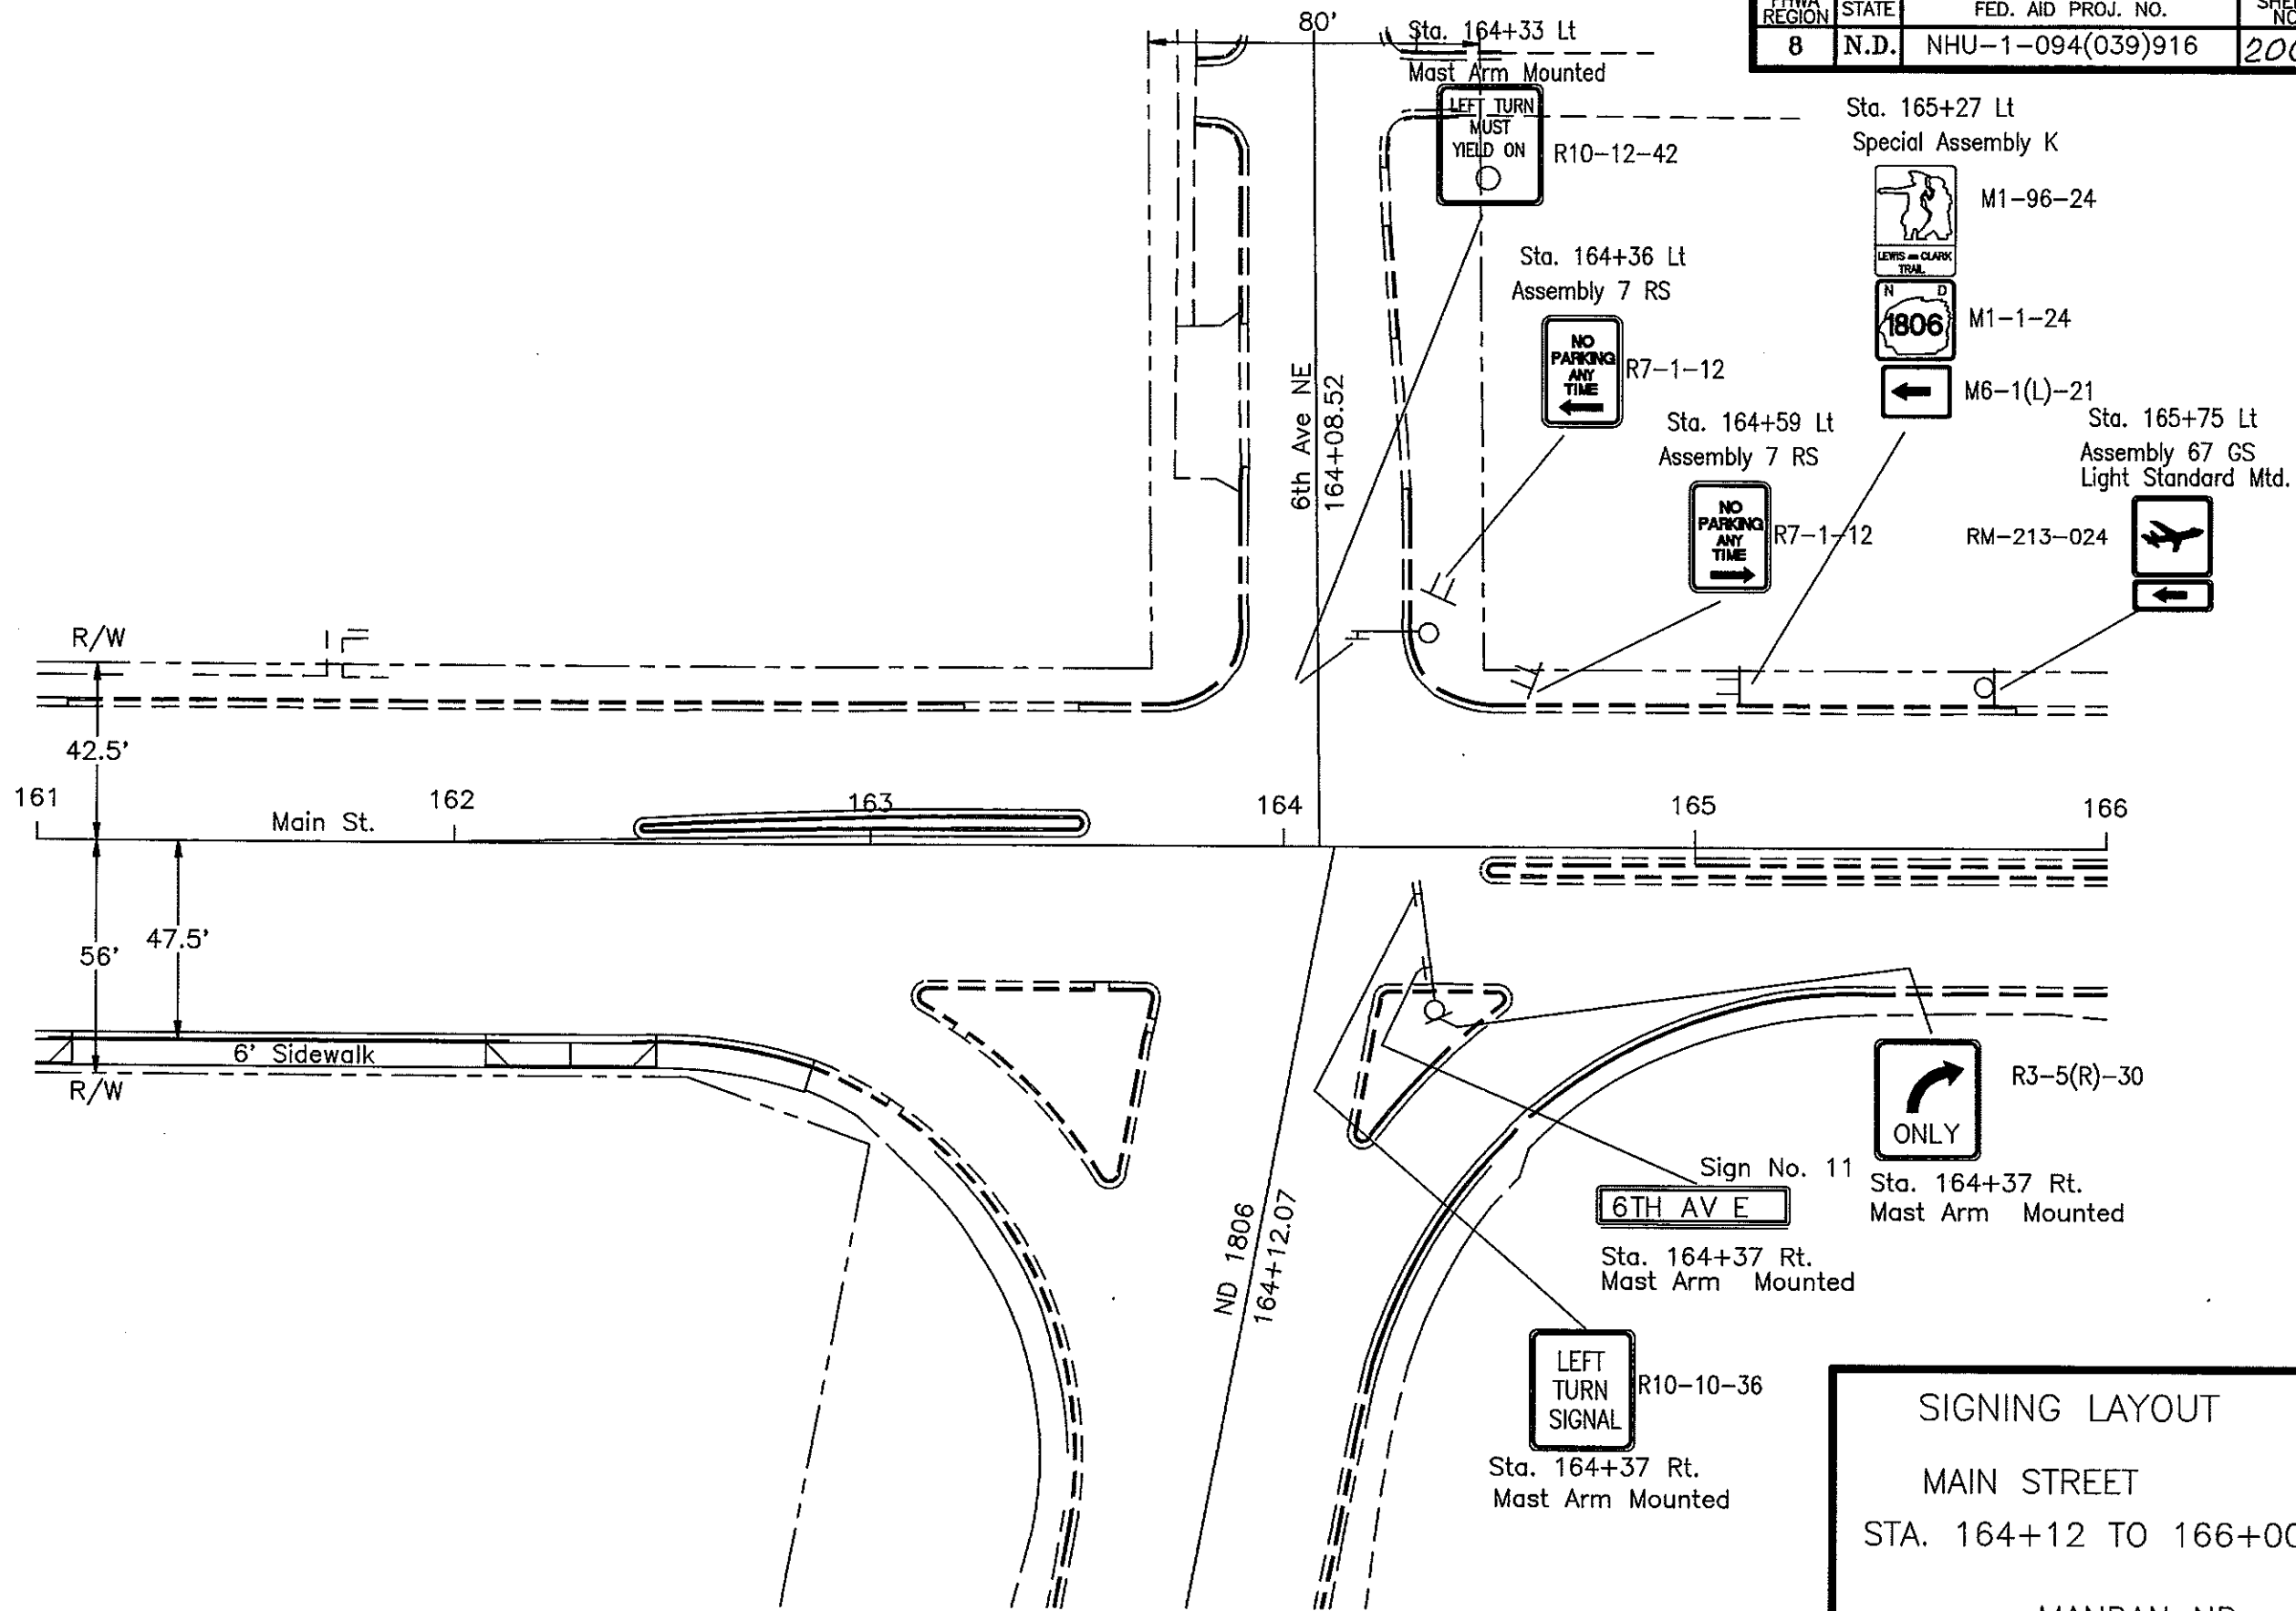 REGION STATE FED. AID PROJ. NO.
8 N.D. NHU-1-094(039)916
80'
Sta. 164+33 Lt
Mast Arm Mounted
LEFT TURN
MUST
YIELD ON
R10-12-42
Sta. 165+27 Lt
Special Assembly K
M1-96-24
LEWIS AND CLARK
TRAIL
N D
1806
M1-1-24
M6-1(L)-21
Sta. 164+36 Lt
Assembly 7 RS
NO
PARKING
ANY
TIME
R7-1-12
Sta. 164+59 Lt
Assembly 7 RS
NO
PARKING
ANY
TIME
R7-1-12
Sta. 165+75 Lt
Assembly 67 GS
Light Standard Mtd.
RM-213-024
6th Ave NE
164+08.52
R/W
42.5'
161
162
163
164
165
166
Main St.
56'
47.5'
6' Sidewalk
R/W
ND 1806
164+12.07
ONLY
R3-5(R)-30
Sta. 164+37 Rt.
Mast Arm Mounted
Sign No. 11
6TH AV E
Sta. 164+37 Rt.
Mast Arm Mounted
LEFT
TURN
SIGNAL
R10-10-36
Sta. 164+37 Rt.
Mast Arm Mounted
SIGNING LAYOUT
MAIN STREET
STA. 164+12 TO 166+00